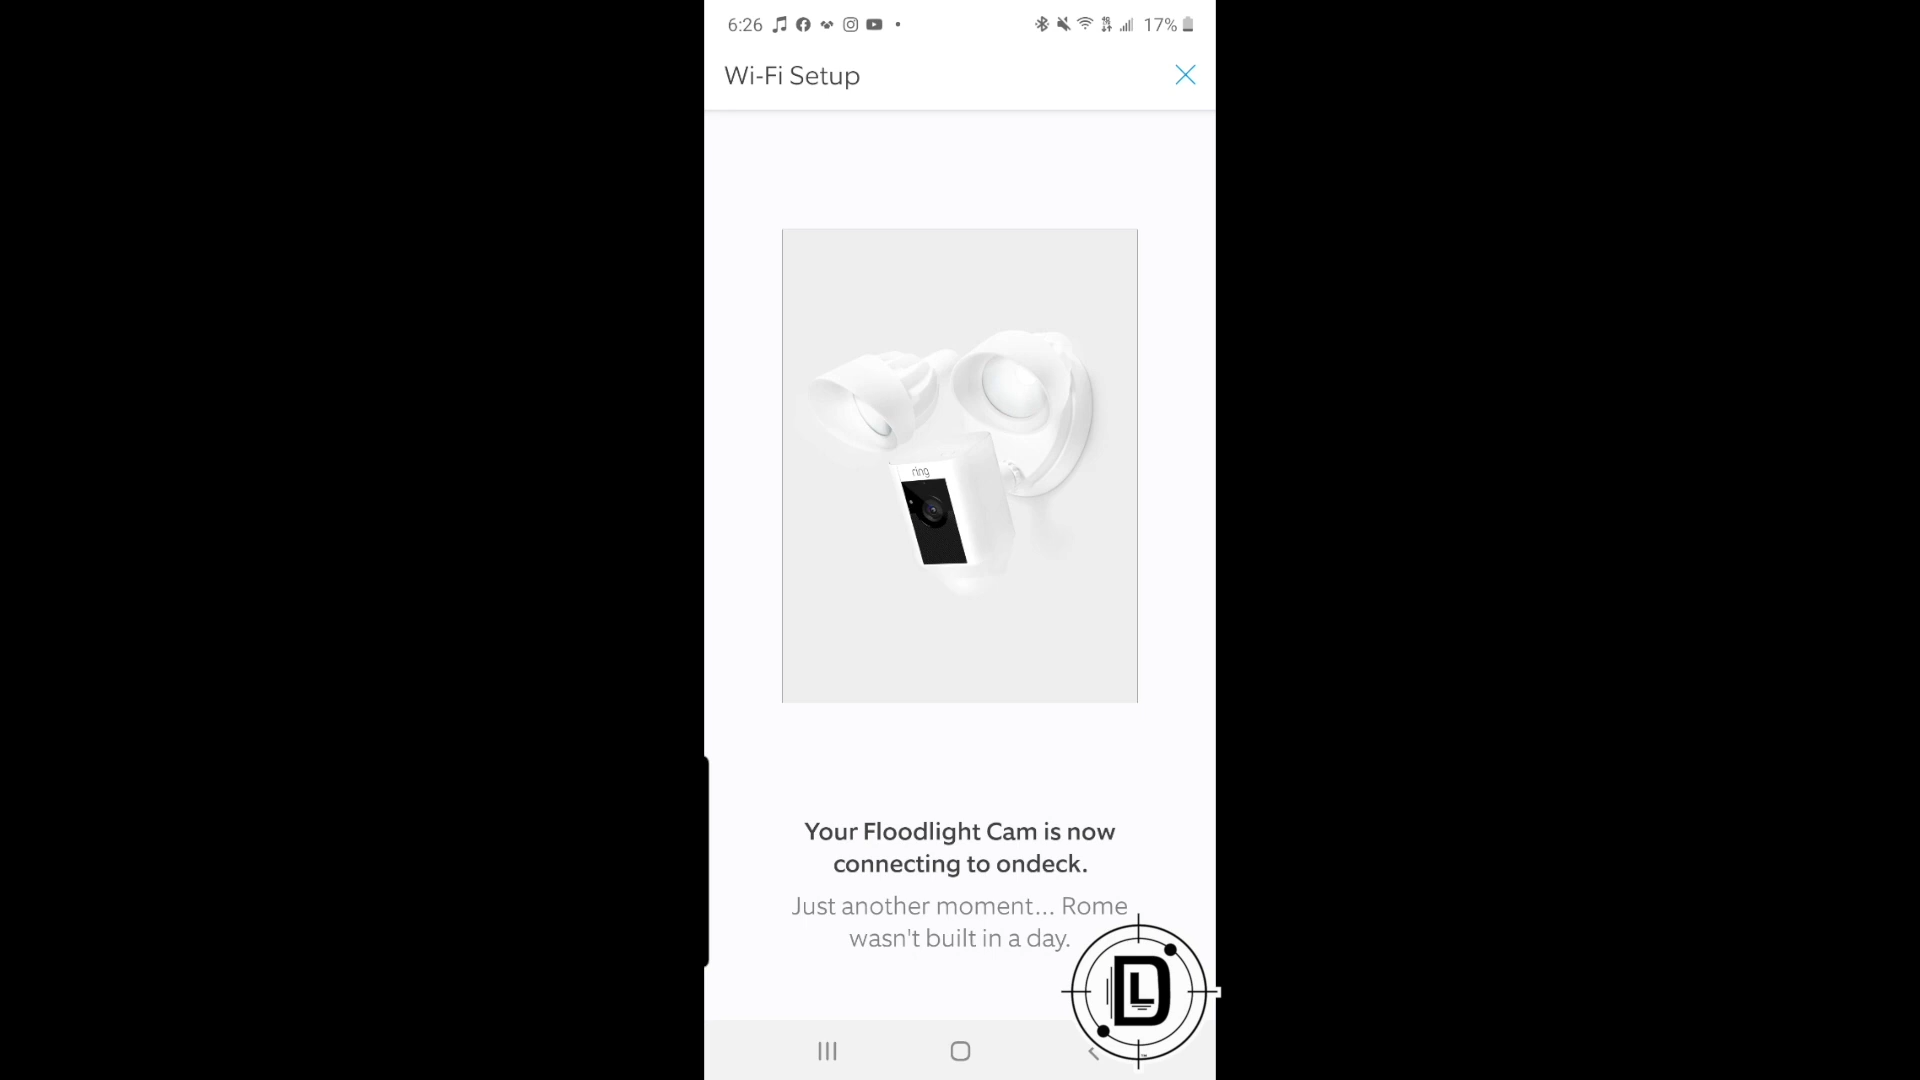 6:26 17%
Wi-Fi Setup
ring
Your Floodlight Cam is now
connecting to ondeck.
Just another moment... Rome
wasn't built in a day.
DL